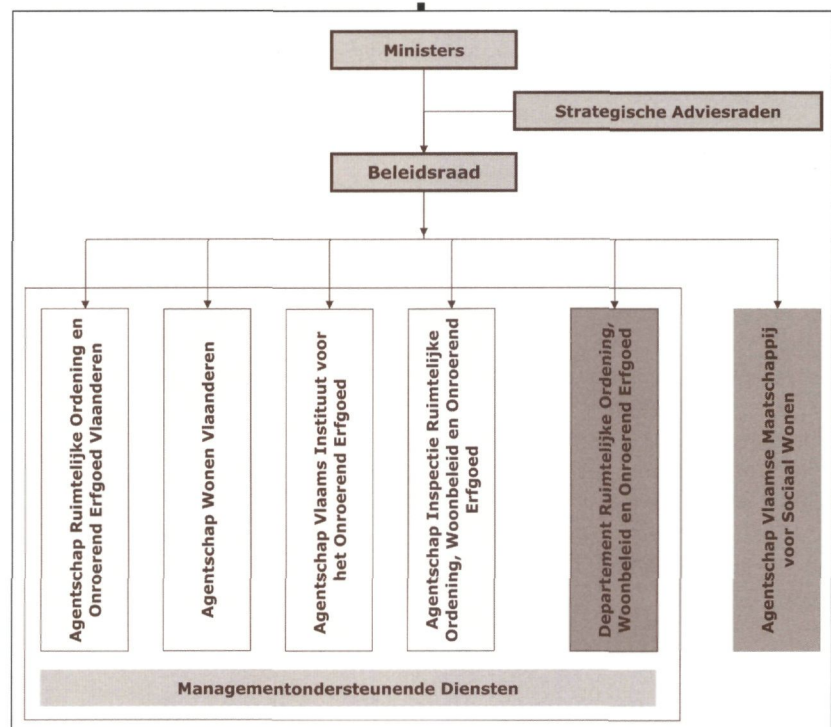 Ministers
Strategische Adviesraden
Beleidsraad
Agentschap Ruimtelijke Ordening en
Onroerend Erfgoed Vlaanderen
Agentschap Wonen Vlaanderen
Agentschap Vlaams Instituut voor
het Onroerend Erfgoed
Agentschap Inspectie Ruimtelijke
Ordening, Woonbeleid en Onroerend
Erfgoed
Departement Ruimtelijke Ordening,
Woonbeleid en Onroerend Erfgoed
Agentschap Vlaamse Maatschappij
voor Sociaal Wonen
Managementondersteunende Diensten